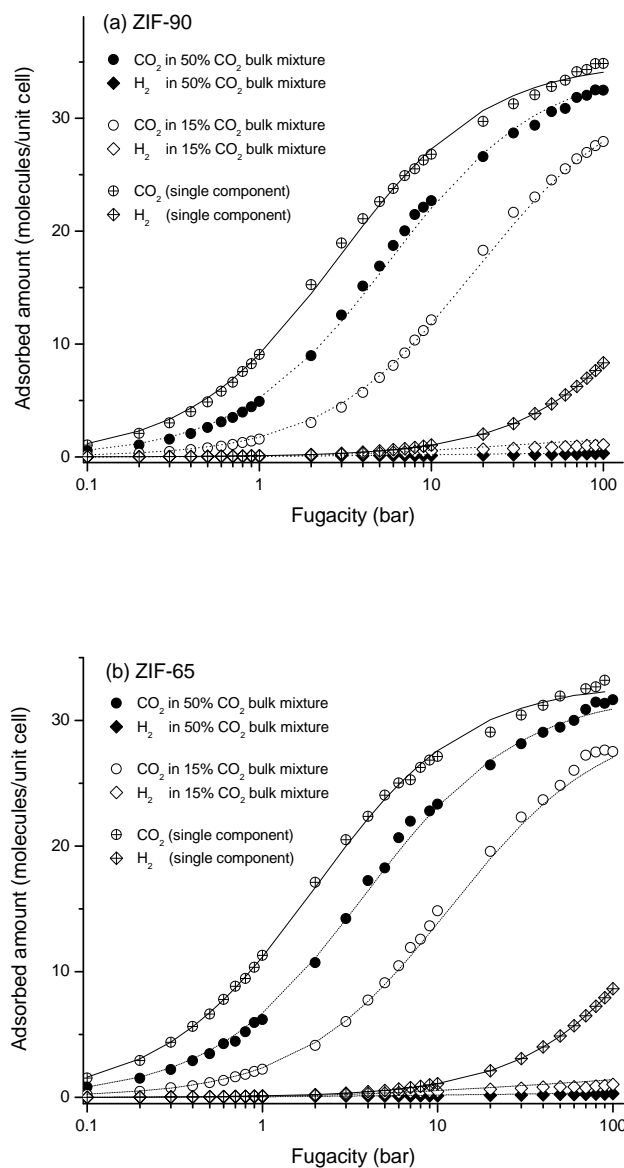 (a) ZIF-90
CO₂ in 50% CO₂ bulk mixture
H₂ in 50% CO₂ bulk mixture
CO₂ in 15% CO₂ bulk mixture
H₂ in 15% CO₂ bulk mixture
CO₂ (single component)
H₂ (single component)
Adsorbed amount (molecules/unit cell)
30
20
10
0
0.1 1 10 100
Fugacity (bar)
(b) ZIF-65
CO₂ in 50% CO₂ bulk mixture
H₂ in 50% CO₂ bulk mixture
CO₂ in 15% CO₂ bulk mixture
H₂ in 15% CO₂ bulk mixture
CO₂ (single component)
H₂ (single component)
Adsorbed amount (molecules/unit cell)
30
20
10
0
0.1 1 10 100
Fugacity (bar)